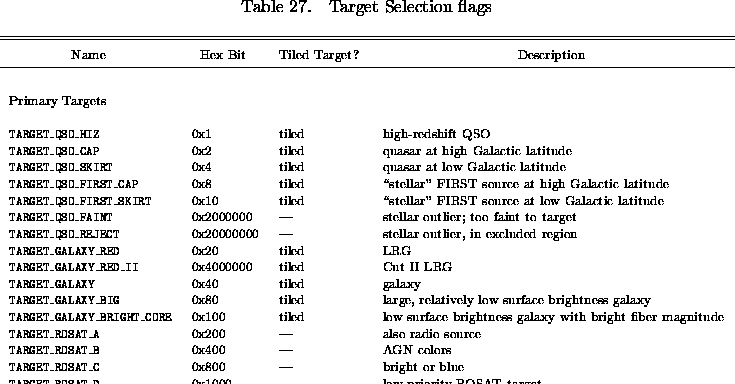 Table 27. Target Selection flags
Name Hex Bit Tiled Target? Description
Primary Targets
TARGET_QSO_HIZ 0x1 tiled high-redshift QSO
TARGET_QSO_CAP 0x2 tiled quasar at high Galactic latitude
TARGET_QSO_SKIRT 0x4 tiled quasar at low Galactic latitude
TARGET_QSO_FIRST_CAP 0x8 tiled “stellar” FIRST source at high Galactic latitude
TARGET_QSO_FIRST_SKIRT 0x10 tiled “stellar” FIRST source at low Galactic latitude
TARGET_QSO_FAINT 0x2000000 — stellar outlier; too faint to target
TARGET_QSO_REJECT 0x20000000 — stellar outlier, in excluded region
TARGET_GALAXY_RED 0x20 tiled LRG
TARGET_GALAXY_RED_II 0x4000000 tiled Cut II LRG
TARGET_GALAXY 0x40 tiled galaxy
TARGET_GALAXY_BIG 0x80 tiled large, relatively low surface brightness galaxy
TARGET_GALAXY_BRIGHT_CORE 0x100 tiled low surface brightness galaxy with bright fiber magnitude
TARGET_ROSAT_A 0x200 — also radio source
TARGET_ROSAT_B 0x400 — AGN colors
TARGET_ROSAT_C 0x800 — bright or blue
TARGET_ROSAT_D 0x1000 low priority ROSAT target